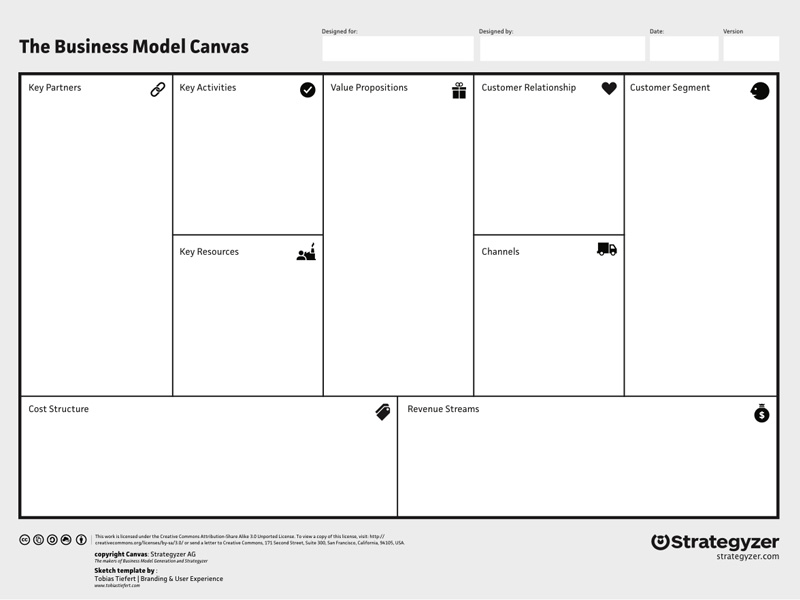 The Business Model Canvas
Designed for:
Designed by:
Date:
Version
Key Partners
Key Activities
Value Propositions
Customer Relationship
Customer Segment
Key Resources
Channels
Cost Structure
Revenue Streams
$
cc
This work is licensed under the Creative Commons Attribution-Share Alike 3.0 Unported License. To view a copy of this license, visit: http://
creativecommons.org/licenses/by-sa/3.0/ or send a letter to Creative Commons, 171 Second Street, Suite 300, San Francisco, California, 94105, USA.
copyright Canvas: Strategyzer AG
The makers of Business Model Generation and Strategyzer
Sketch template by :
Tobias Tiefert | Branding & User Experience
www.tobiastiefert.com
Strategyzer
strategyzer.com